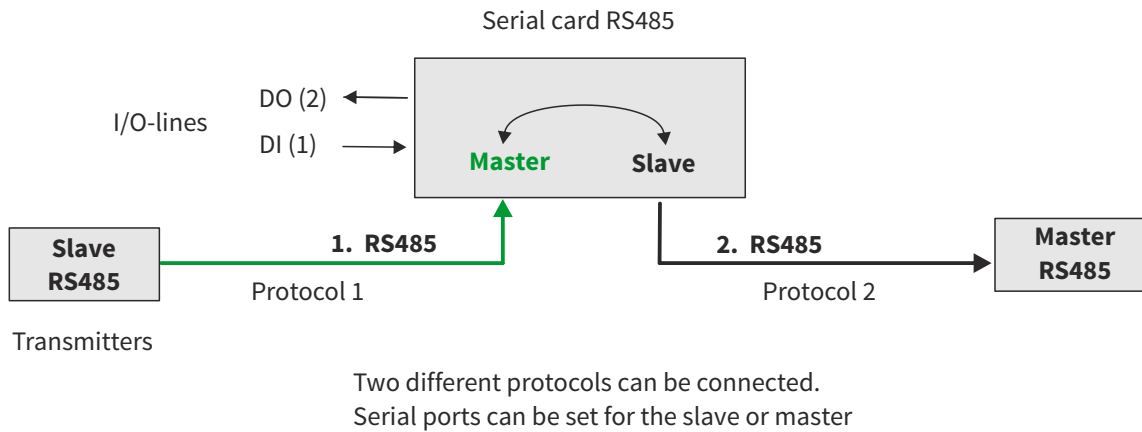 Serial card RS485
DO (2)
I/O-lines
DI (1)
Master
Slave
Slave
RS485
1. RS485
Protocol 1
2. RS485
Protocol 2
Master
RS485
Transmitters
Two different protocols can be connected.
Serial ports can be set for the slave or master